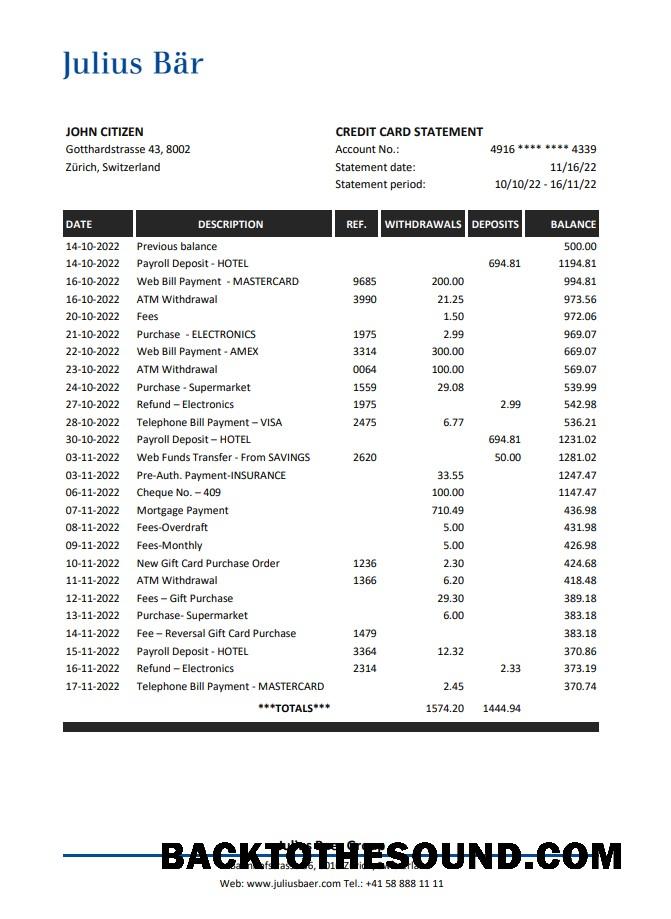 Julius Bär
JOHN CITIZEN
Gotthardstrasse 43, 8002
Zürich, Switzerland
CREDIT CARD STATEMENT
Account No.: 4916 **** **** 4339
Statement date: 11/16/22
Statement period: 10/10/22 - 16/11/22
DATE DESCRIPTION REF. WITHDRAWALS DEPOSITS BALANCE
14-10-2022 Previous balance 500.00
14-10-2022 Payroll Deposit - HOTEL 694.81 1194.81
16-10-2022 Web Bill Payment - MASTERCARD 9685 200.00 994.81
16-10-2022 ATM Withdrawal 3990 21.25 973.56
20-10-2022 Fees 1.50 972.06
21-10-2022 Purchase - ELECTRONICS 1975 2.99 969.07
22-10-2022 Web Bill Payment - AMEX 3314 300.00 669.07
23-10-2022 ATM Withdrawal 0064 100.00 569.07
24-10-2022 Purchase - Supermarket 1559 29.08 539.99
27-10-2022 Refund – Electronics 1975 2.99 542.98
28-10-2022 Telephone Bill Payment – VISA 2475 6.77 536.21
30-10-2022 Payroll Deposit – HOTEL 694.81 1231.02
03-11-2022 Web Funds Transfer - From SAVINGS 2620 50.00 1281.02
03-11-2022 Pre-Auth. Payment-INSURANCE 33.55 1247.47
06-11-2022 Cheque No. – 409 100.00 1147.47
07-11-2022 Mortgage Payment 710.49 436.98
08-11-2022 Fees-Overdraft 5.00 431.98
09-11-2022 Fees-Monthly 5.00 426.98
10-11-2022 New Gift Card Purchase Order 1236 2.30 424.68
11-11-2022 ATM Withdrawal 1366 6.20 418.48
12-11-2022 Fees – Gift Purchase 29.30 389.18
13-11-2022 Purchase- Supermarket 6.00 383.18
14-11-2022 Fee – Reversal Gift Card Purchase 1479 383.18
15-11-2022 Payroll Deposit - HOTEL 3364 12.32 370.86
16-11-2022 Refund – Electronics 2314 2.33 373.19
17-11-2022 Telephone Bill Payment - MASTERCARD 2.45 370.74
***TOTALS*** 1574.20 1444.94
BACKTOTHESOUND.COM
Web: www.juliusbaer.com Tel.: +41 58 888 11 11